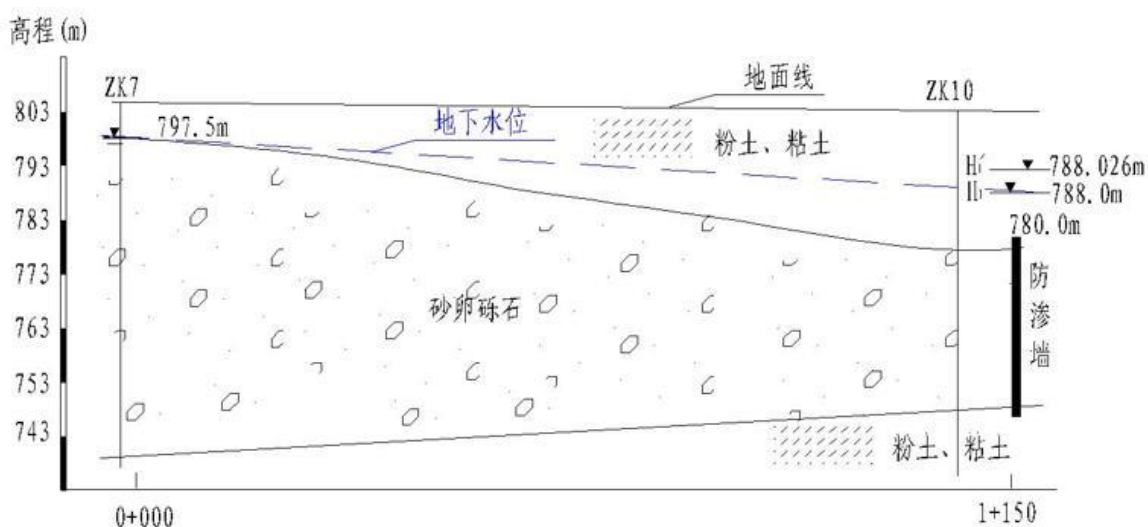 高程(m)
ZK7
地面线
ZK10
803
797.5m
地下水位
粉土、粘土
793
788.026m
788.0m
783
780.0m
773
砂卵砾石
防渗墙
763
753
743
粉土、粘土
0+000
1+150